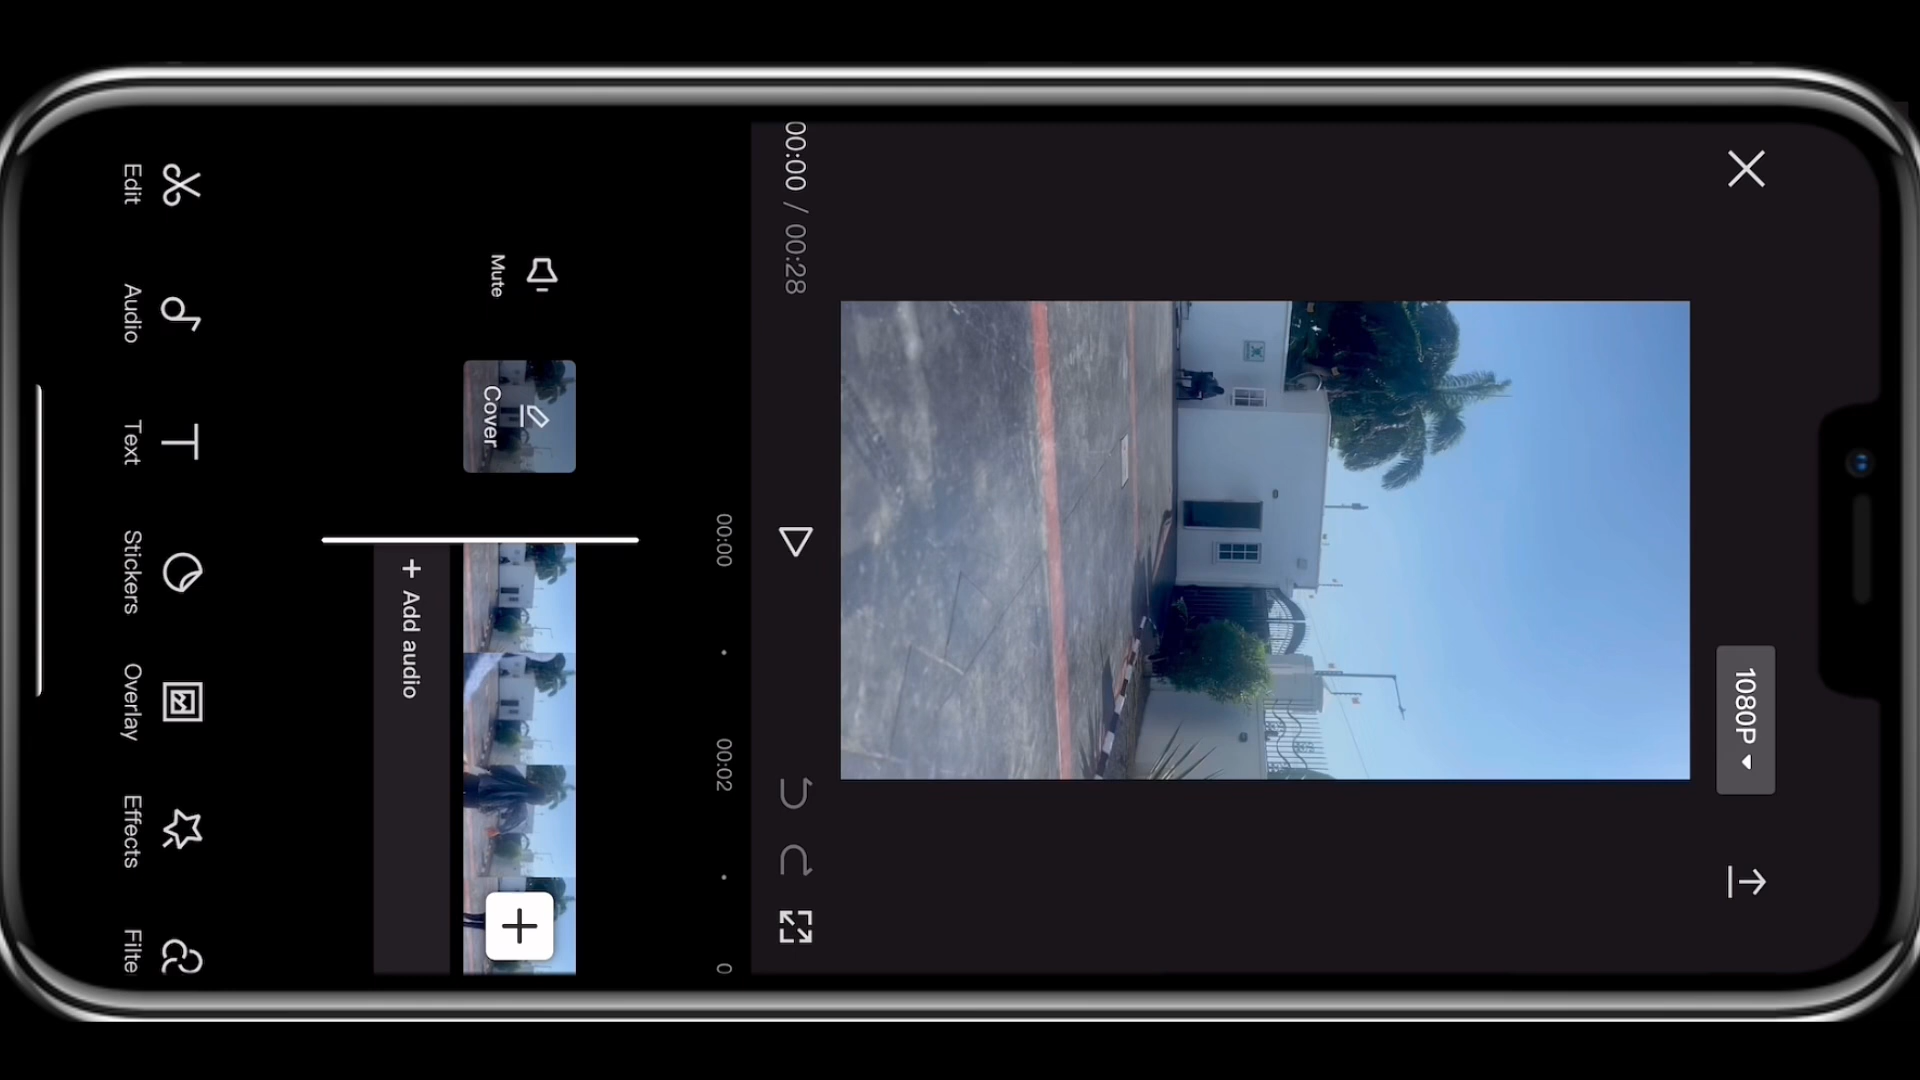 1080P
00:00 / 00:28
00:00
00:02
0
Mute
Cover
+ Add audio
Edit
Audio
Text
Stickers
Overlay
Effects
Filte